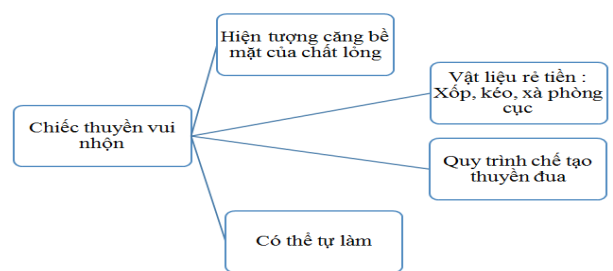 Hiện tượng căng bề
mặt của chất lỏng
Vật liệu rẻ tiền :
Xốp, kéo, xà phòng
cục
Chiếc thuyền vui
nhộn
Quy trình chế tạo
thuyền đua
Có thể tự làm